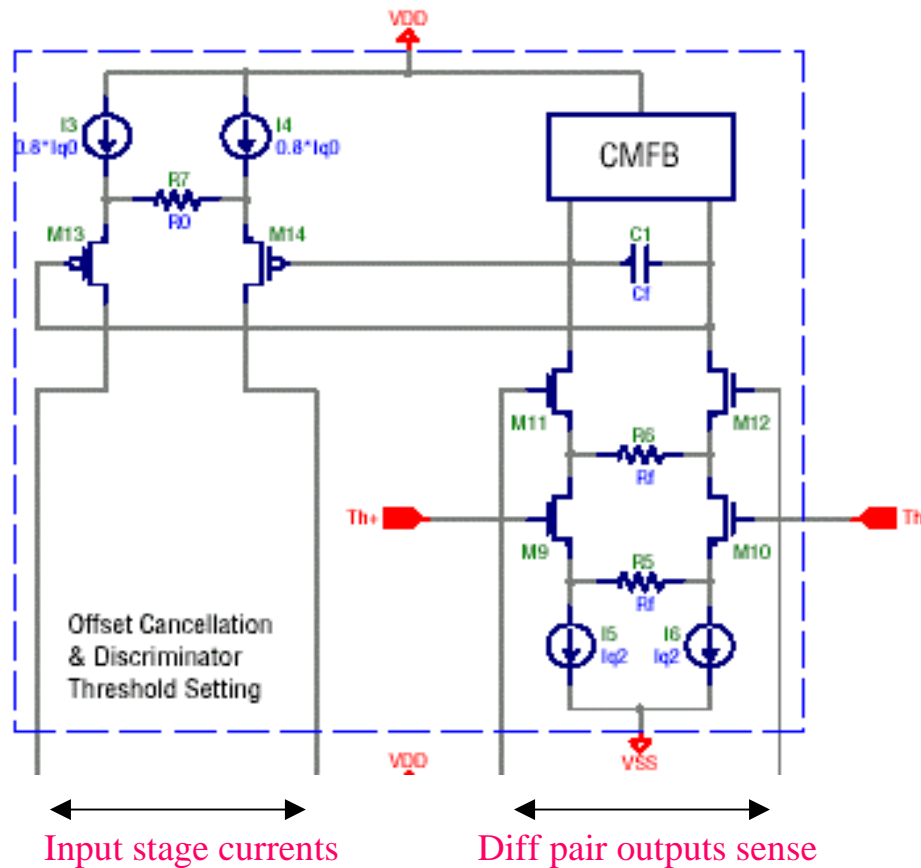 VDD
I3
0.8*Iq0
I4
0.8*Iq0
CMFB
R7
R0
M13
M14
C1
Cf
M11
M12
R6
Rf
Th+
Th
M9
M10
R5
Rf
I5
Iq2
I6
Iq2
Offset Cancellation
& Discriminator
Threshold Setting
VDD
VSS
Input stage currents
Diff pair outputs sense